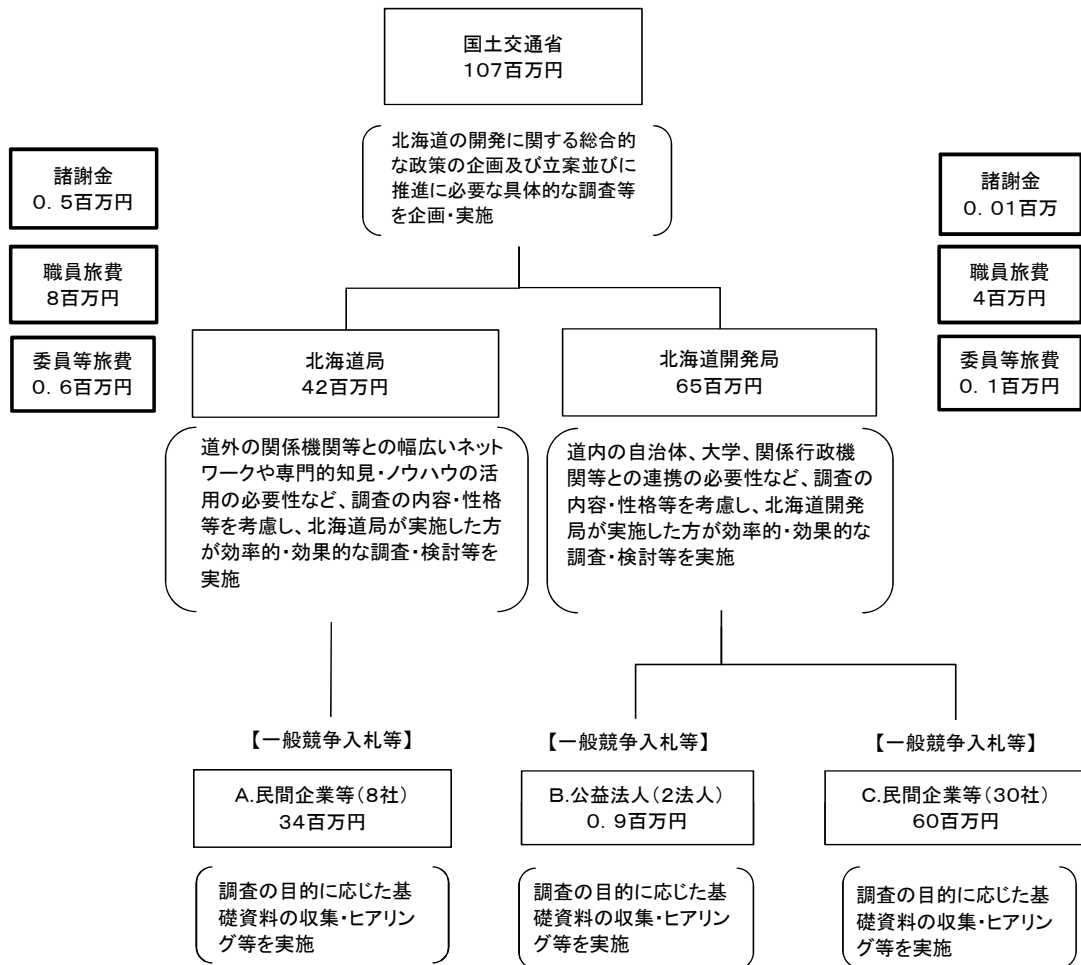 国土交通省
107百万円
北海道の開発に関する総合的
な政策の企画及び立案並びに
推進に必要な具体的な調査等
を企画・実施
諸謝金
0．5百万円
職員旅費
8百万円
委員等旅費
0．6百万円
諸謝金
0．01百万
職員旅費
4百万円
委員等旅費
0．1百万円
北海道局
42百万円
道外の関係機関等との幅広いネット
ワークや専門的知見・ノウハウの活
用の必要性など、調査の内容・性格
等を考慮し、北海道局が実施した方
が効率的・効果的な調査・検討等を
実施
北海道開発局
65百万円
道内の自治体、大学、関係行政機
関等との連携の必要性など、調査の
内容・性格等を考慮し、北海道開発
局が実施した方が効率的・効果的な
調査・検討等を実施
【一般競争入札等】
A.民間企業等（8社）
34百万円
調査の目的に応じた基
礎資料の収集・ヒアリン
グ等を実施
【一般競争入札等】
B.公益法人（2法人）
0．9百万円
調査の目的に応じた基
礎資料の収集・ヒアリン
グ等を実施
【一般競争入札等】
C.民間企業等（30社）
60百万円
調査の目的に応じた基
礎資料の収集・ヒアリン
グ等を実施